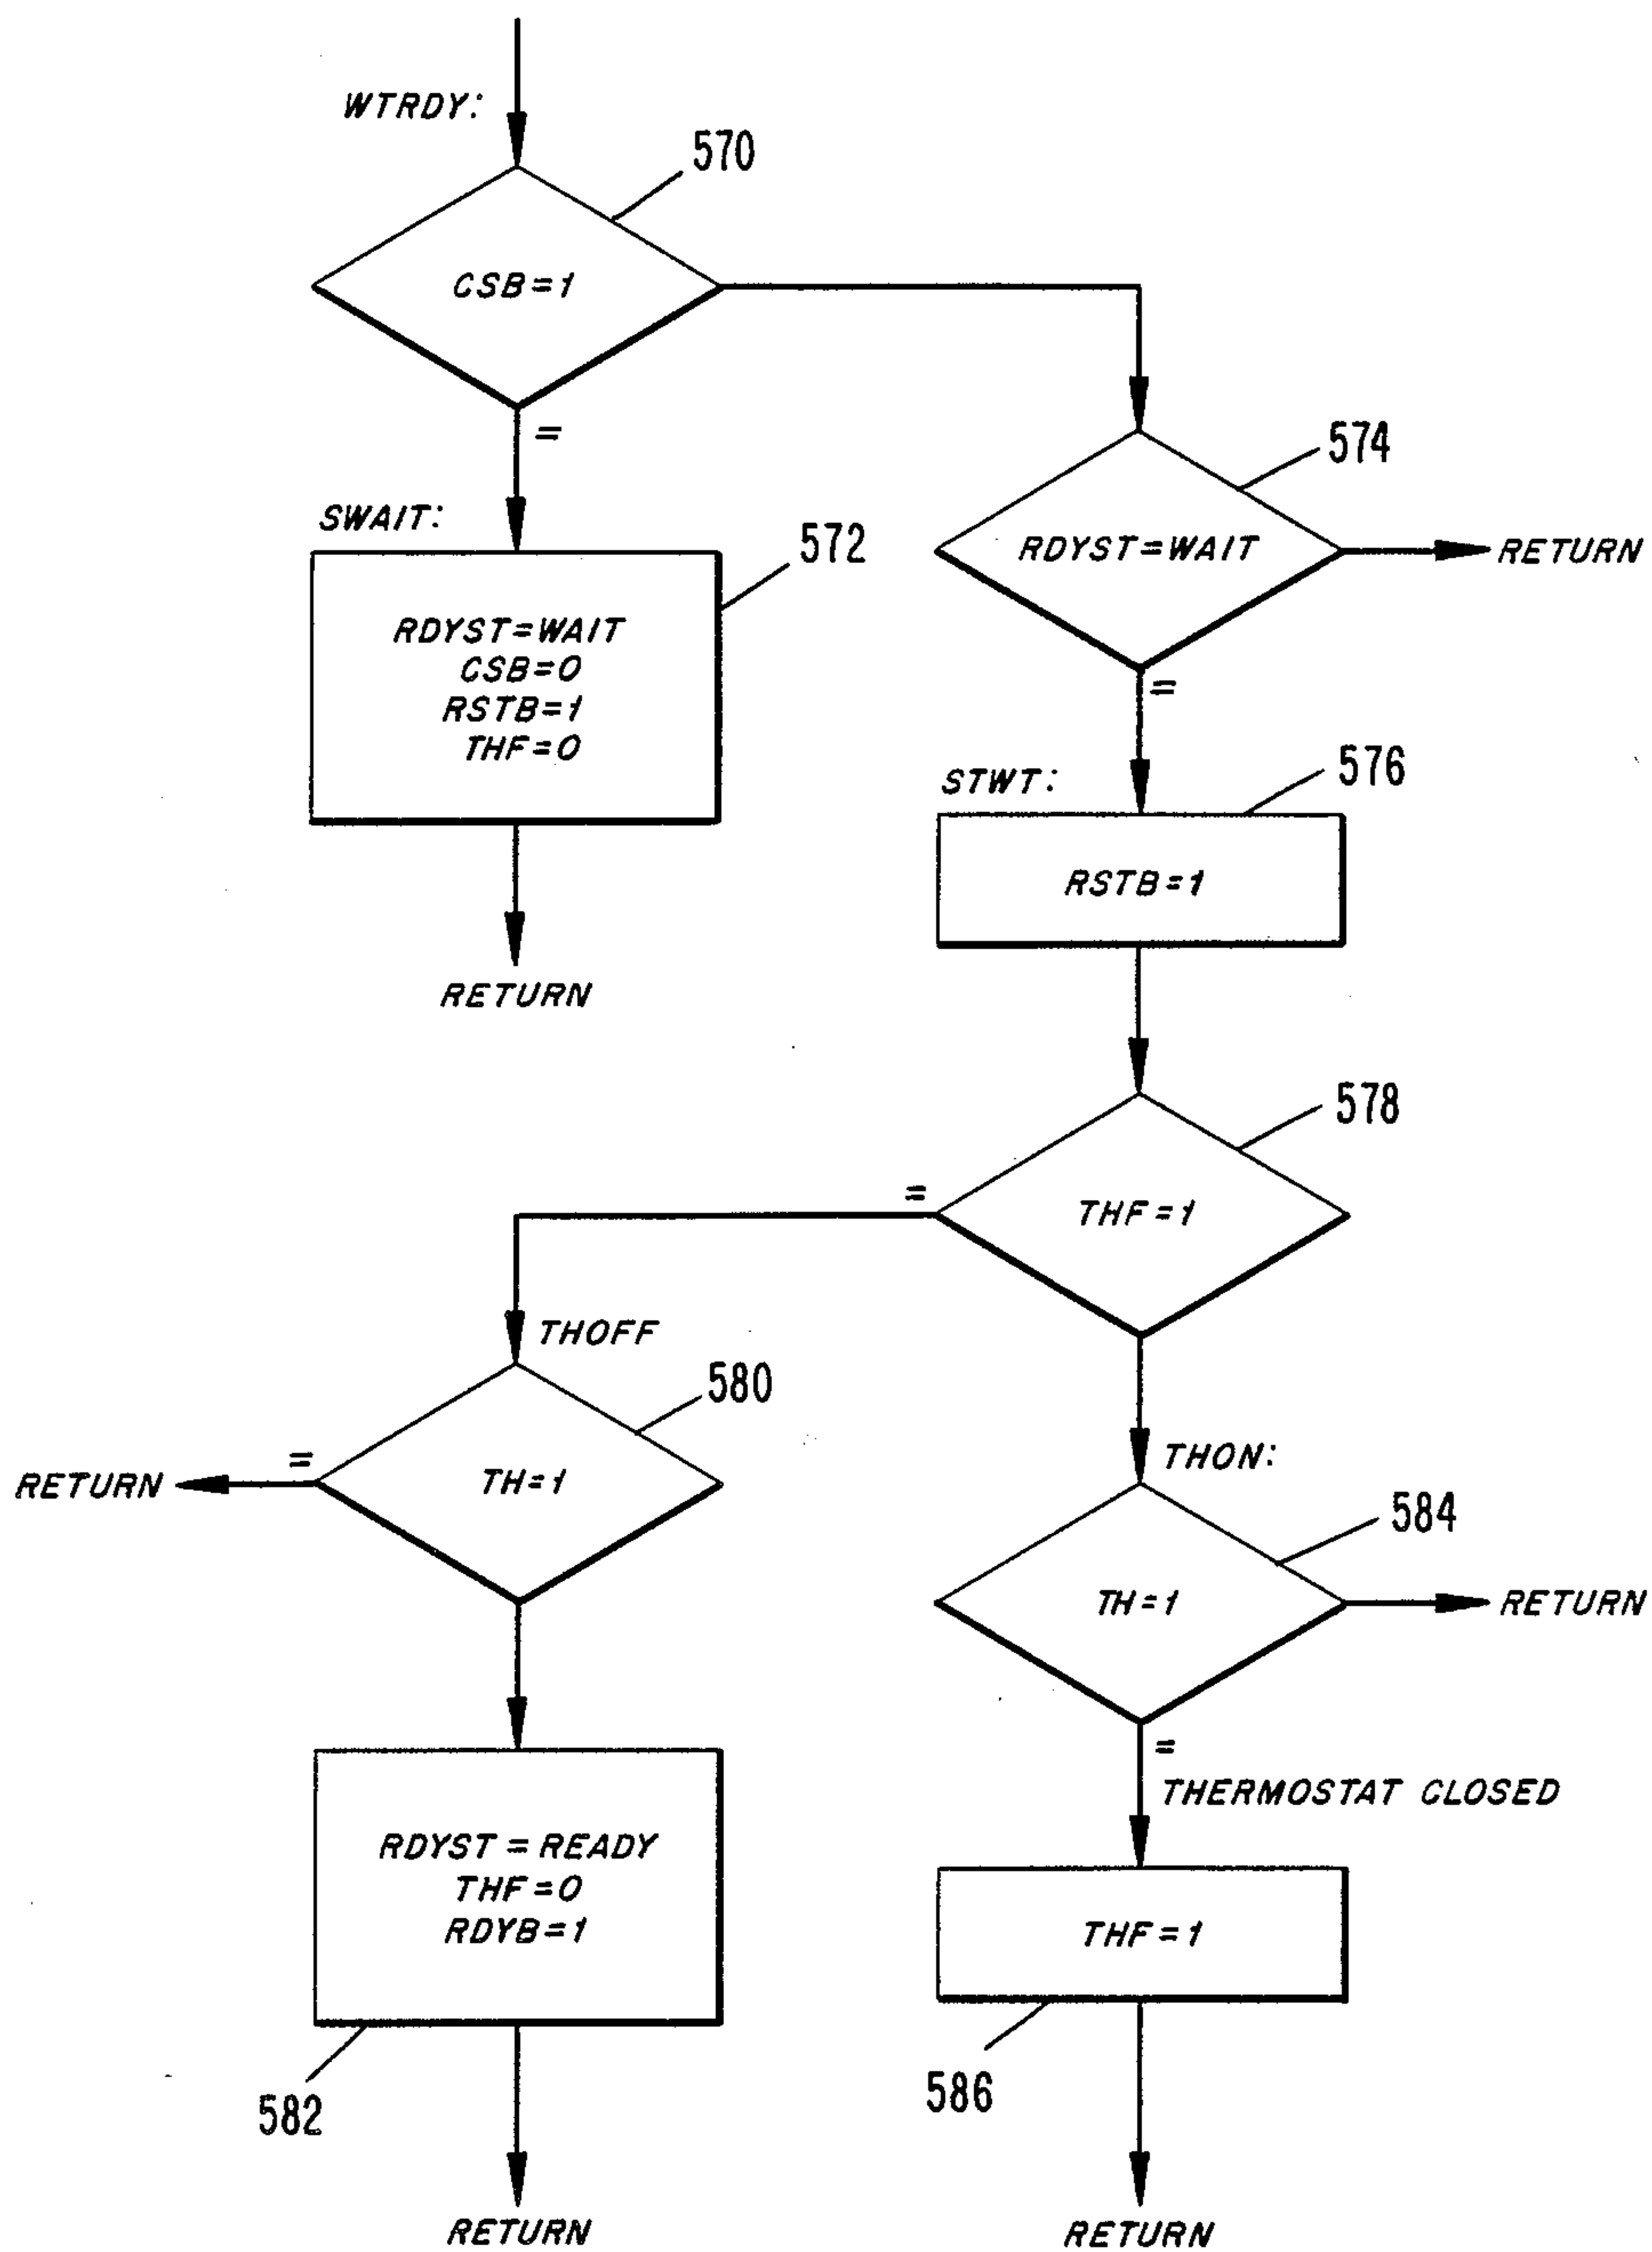 WTRDY:
570
CSB=1
=
574
SWAIT:
572
RDYST=WAIT
RETURN
RDYST=WAIT
CSB=0
RSTB=1
THF=0
=
STWT:
576
RSTB=1
RETURN
578
=
THF=1
THOFF
580
=
RETURN
TH=1
THON:
584
TH=1
RETURN
=
THERMOSTAT CLOSED
RDYST=READY
THF=0
RDYB=1
THF=1
582
586
RETURN
RETURN